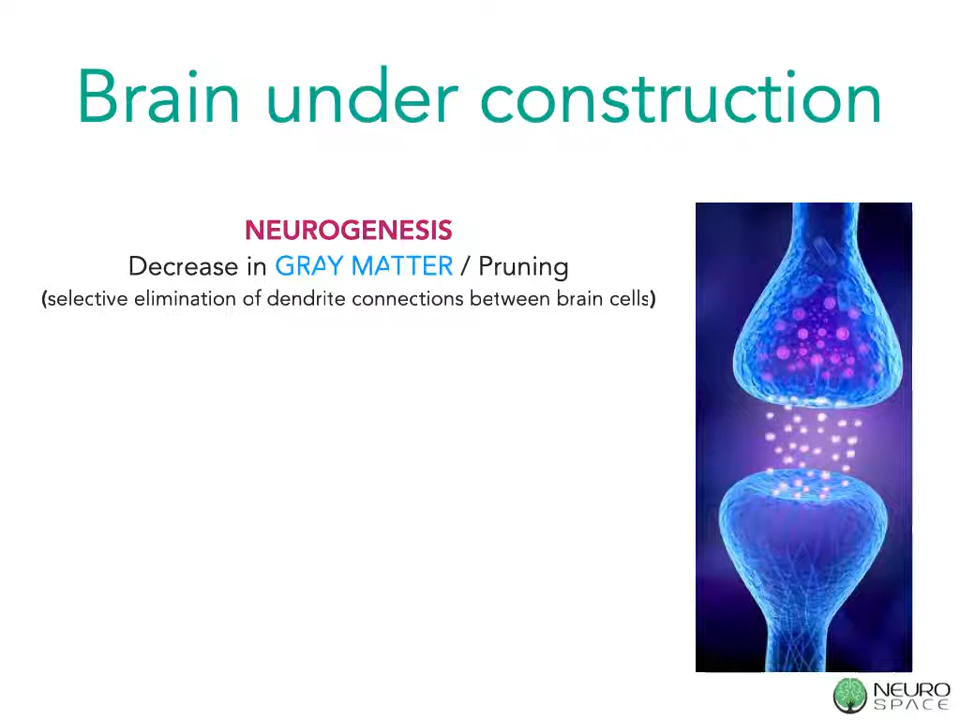 Brain under construction
NEUROGENESIS
Decrease in GRAY MATTER / Pruning
(selective elimination of dendrite connections between brain cells)
NEURO
SPACE